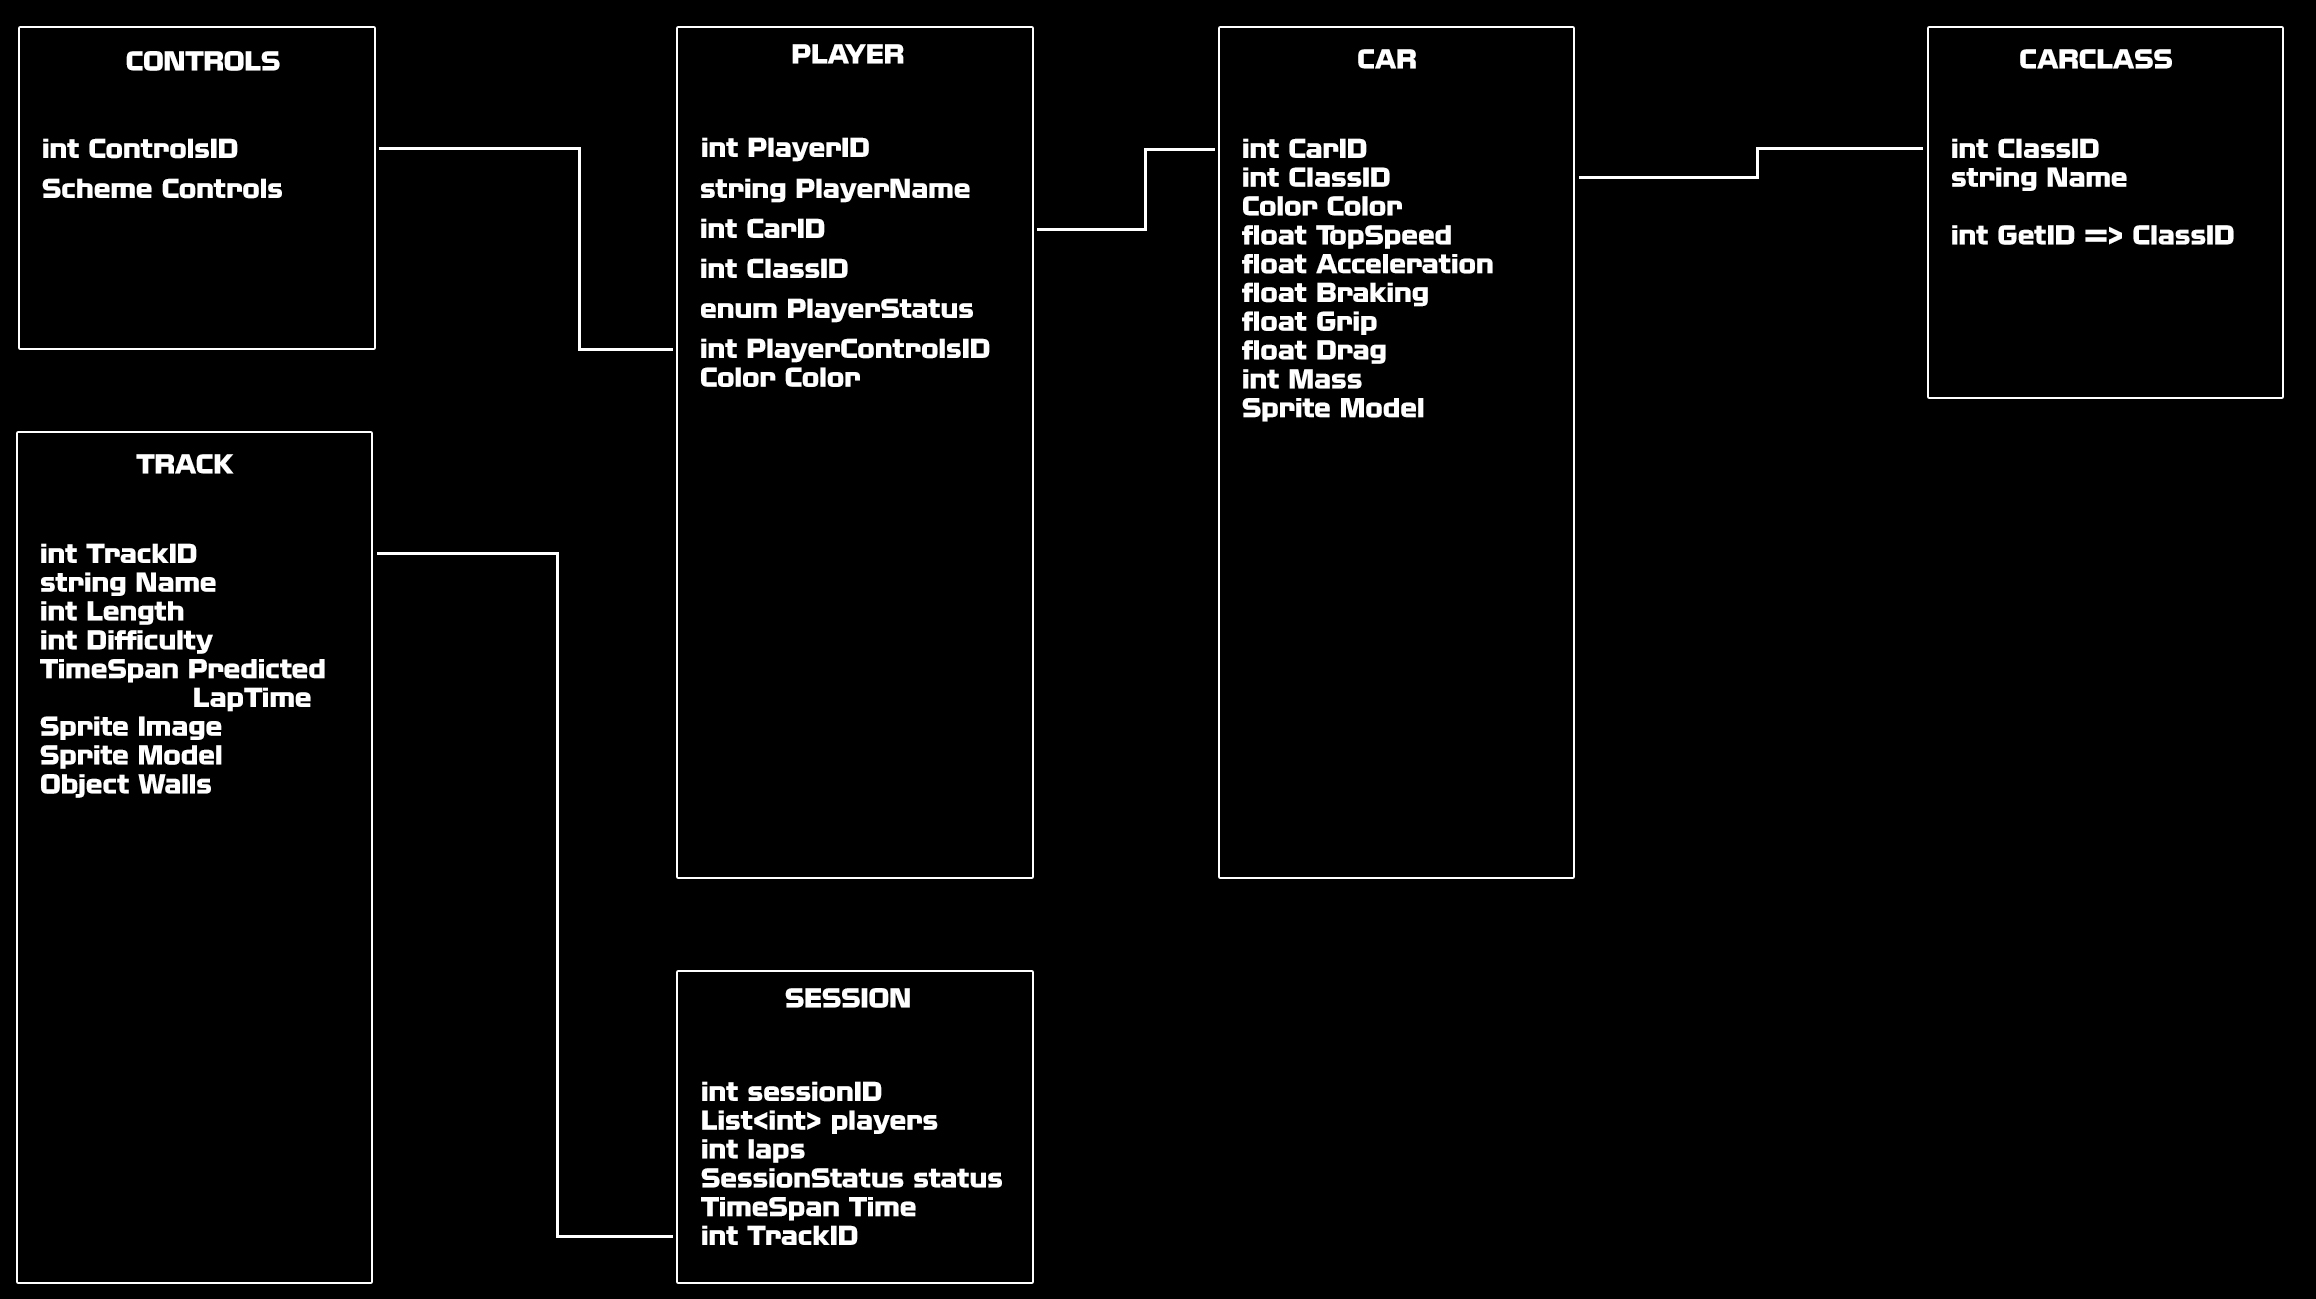 CONTROLS
int ControlsID
Scheme Controls
PLAYER
int PlayerID
string PlayerName
int CarID
int ClassID
enum PlayerStatus
int PlayerControlsID
Color Color
CAR
int CarID
int ClassID
Color Color
float TopSpeed
float Acceleration
float Braking
float Grip
float Drag
int Mass
Sprite Model
CARCLASS
int ClassID
string Name
int GetID => ClassID
TRACK
int TrackID
string Name
int Length
int Difficulty
TimeSpan Predicted
LapTime
Sprite Image
Sprite Model
Object Walls
SESSION
int sessionID
List<int> players
int laps
SessionStatus status
TimeSpan Time
int TrackID